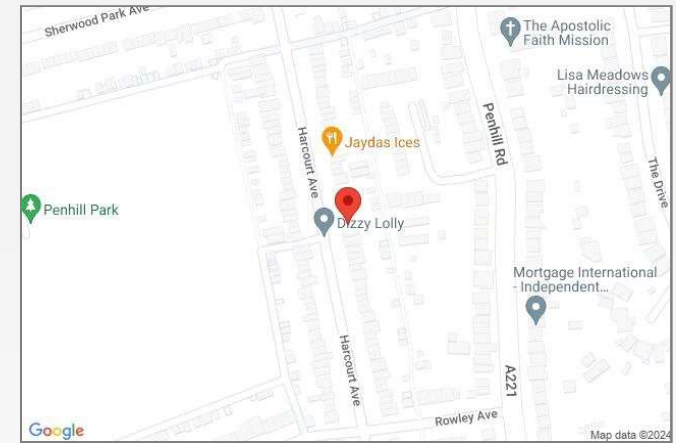 Sherwood Park Ave
The Apostolic
Faith Mission
Lisa Meadows
Hairdressing
Penhill Rd
Harcourt Ave
Jaydas Ices
The Drive
Penhill Park
Dizzy Lolly
Mortgage International
- Independent...
Harcourt Ave
A221
Rowley Ave
Google
Map data ©2024